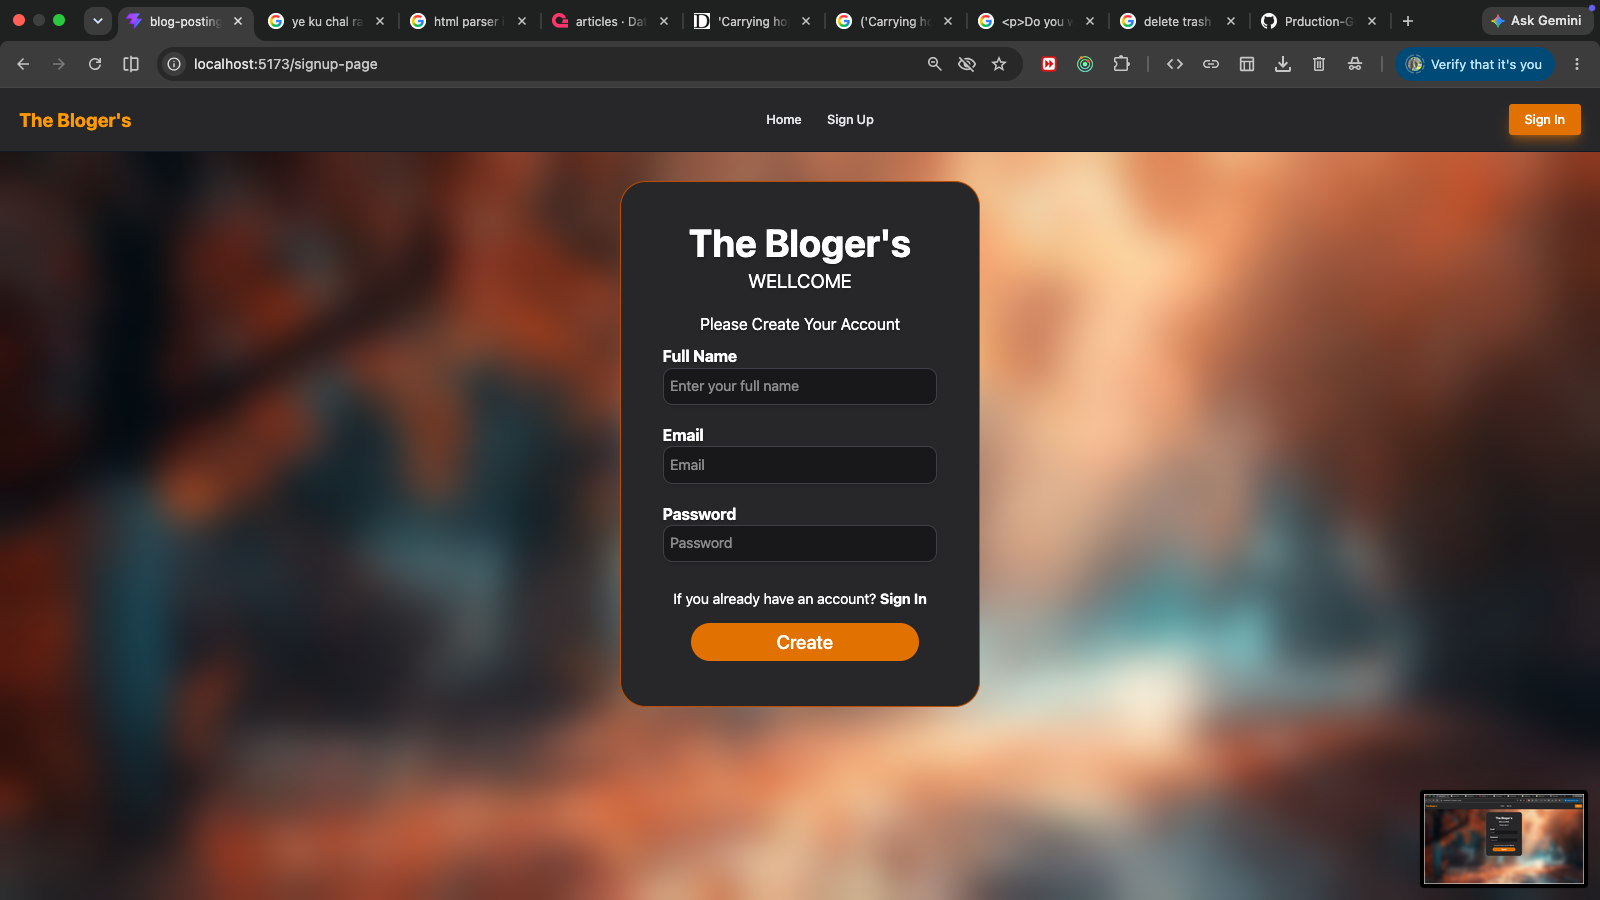 blog-posting
ye ku chal ra
html parser i
articles · Dat
'Carrying ho
('Carrying ho
<p>Do you w
delete trash
Prduction-G
Ask Gemini
localhost:5173/signup-page
Verify that it's you
The Bloger's
Home
Sign Up
Sign In
The Bloger's
WELLCOME
Please Create Your Account
Full Name
Enter your full name
Email
Email
Password
Password
If you already have an account? Sign In
Create